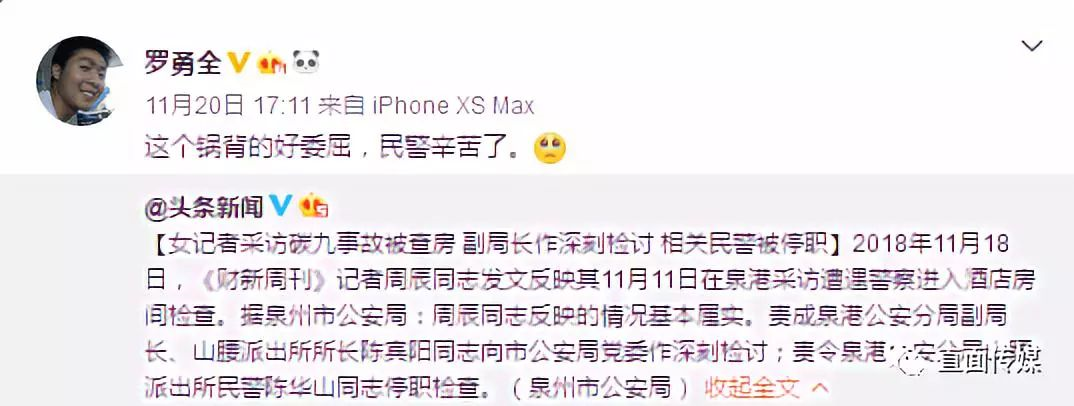 罗勇全
11月20日 17:11 来自 iPhone XS Max
这个锅背的好委屈，民警辛苦了。
@头条新闻
【女记者采访碳九事故被查房 副局长作深刻检讨 相关民警被停职】2018年11月18
日，《财新周刊》记者周辰同志发文反映其11月11日在泉港采访遭遇警察进入酒店房
间检查。据泉州市公安局：周辰同志反映的情况基本属实。责成泉港公安分局副局
长、山腰派出所所长陈宾阳同志向市公安局党委作深刻检讨；责令泉港公安分局山腰
派出所民警陈华山同志停职检查。（泉州市公安局） 收起全文
直面传媒